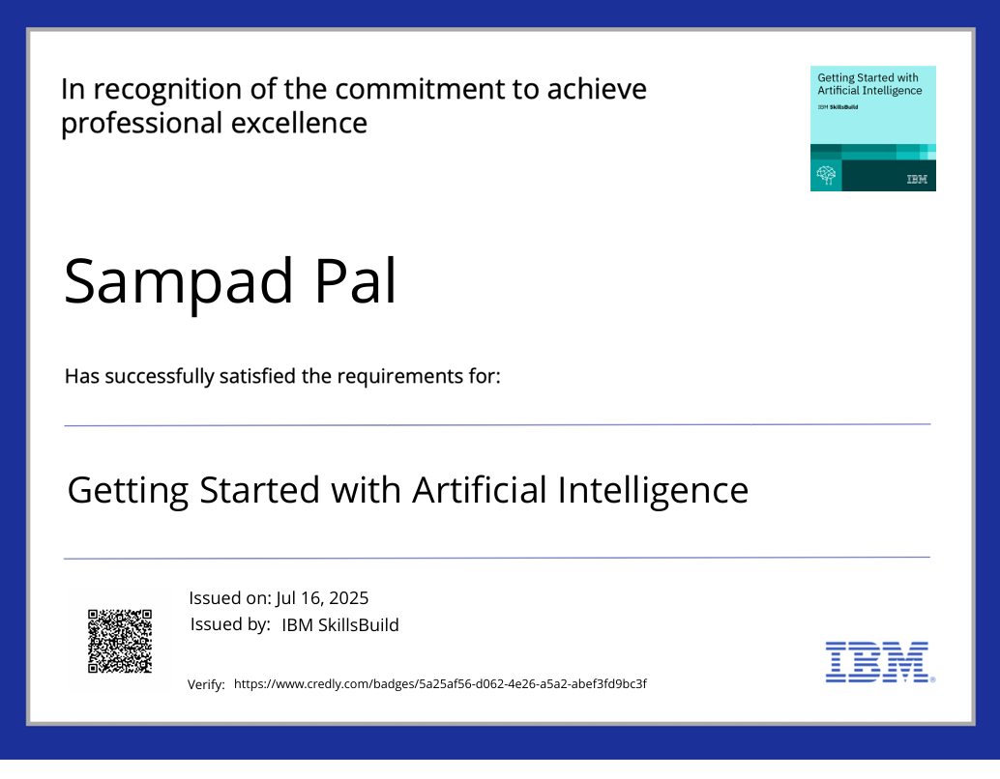 In recognition of the commitment to achieve
professional excellence
Getting Started with
Artificial Intelligence
IBM SkillsBuild
IBM
Sampad Pal
Has successfully satisfied the requirements for:
Getting Started with Artificial Intelligence
Issued on: Jul 16, 2025
Issued by: IBM SkillsBuild
IBM®
Verify: https://www.credly.com/badges/5a25af56-d062-4e26-a5a2-abef3fd9bc3f